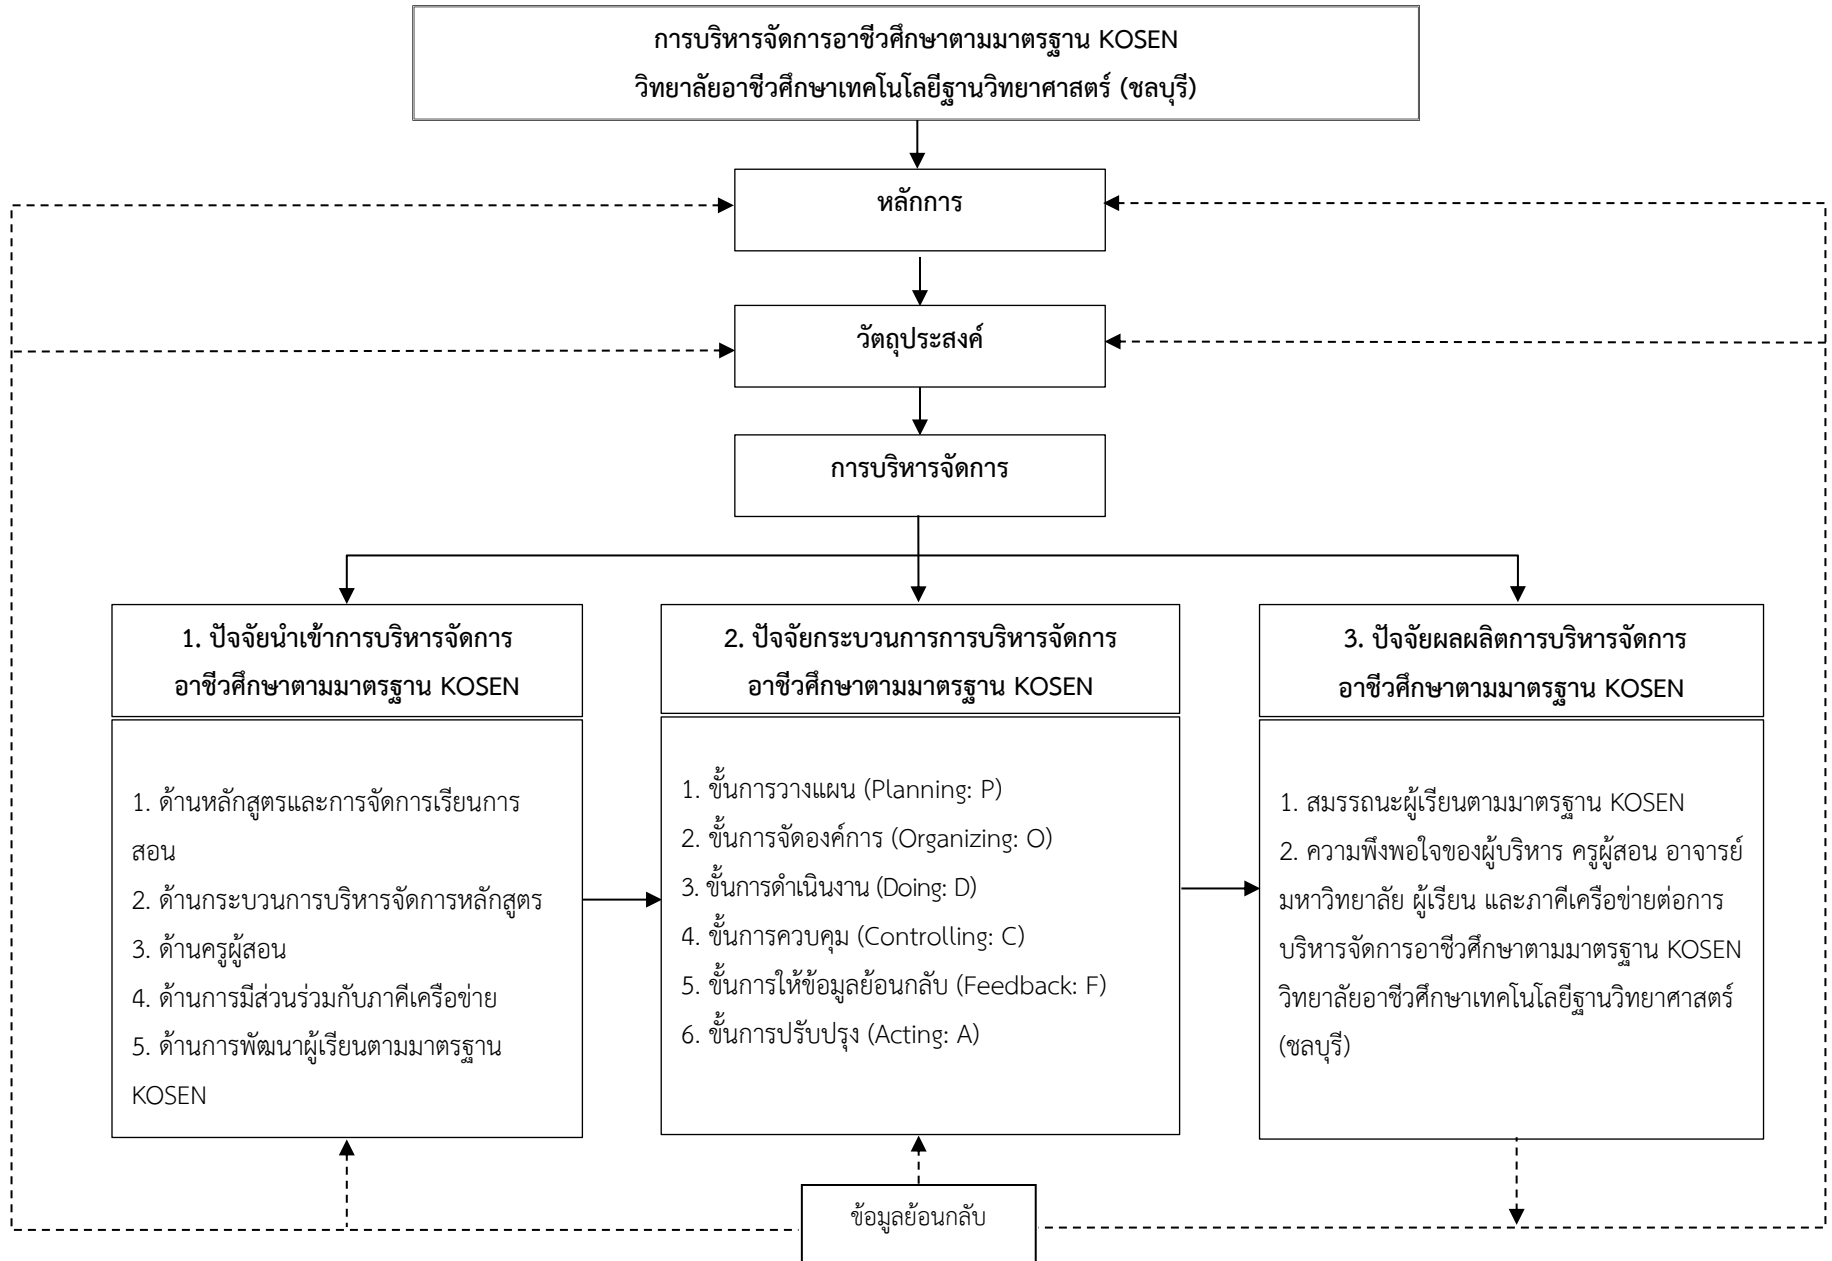 การบริหารจัดการอาชีวศึกษาตามมาตรฐาน KOSEN
วิทยาลัยอาชีวศึกษาเทคโนโลยีฐานวิทยาศาสตร์ (ชลบุรี)
หลักการ
วัตถุประสงค์
การบริหารจัดการ
1. ปัจจัยนำเข้าการบริหารจัดการ
อาชีวศึกษาตามมาตรฐาน KOSEN
1. ด้านหลักสูตรและการจัดการเรียนการ
สอน
2. ด้านกระบวนการบริหารจัดการหลักสูตร
3. ด้านครูผู้สอน
4. ด้านการมีส่วนร่วมกับภาคีเครือข่าย
5. ด้านการพัฒนาผู้เรียนตามมาตรฐาน
KOSEN
2. ปัจจัยกระบวนการการบริหารจัดการ
อาชีวศึกษาตามมาตรฐาน KOSEN
1. ขั้นการวางแผน (Planning: P)
2. ขั้นการจัดองค์การ (Organizing: O)
3. ขั้นการดำเนินงาน (Doing: D)
4. ขั้นการควบคุม (Controlling: C)
5. ขั้นการให้ข้อมูลย้อนกลับ (Feedback: F)
6. ขั้นการปรับปรุง (Acting: A)
3. ปัจจัยผลผลิตการบริหารจัดการ
อาชีวศึกษาตามมาตรฐาน KOSEN
1. สมรรถนะผู้เรียนตามมาตรฐาน KOSEN
2. ความพึงพอใจของผู้บริหาร ครูผู้สอน อาจารย์
มหาวิทยาลัย ผู้เรียน และภาคีเครือข่ายต่อการ
บริหารจัดการอาชีวศึกษาตามมาตรฐาน KOSEN
วิทยาลัยอาชีวศึกษาเทคโนโลยีฐานวิทยาศาสตร์
(ชลบุรี)
ข้อมูลย้อนกลับ